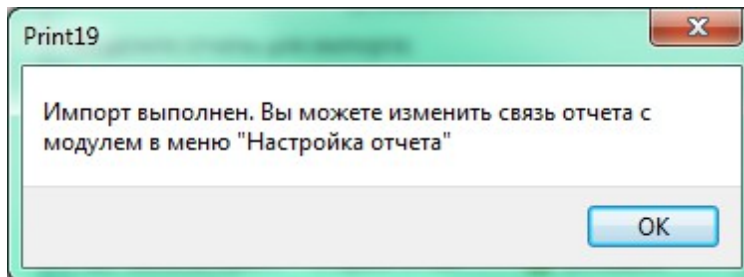 Print19
Импорт выполнен. Вы можете изменить связь отчета с
модулем в меню "Настройка отчета"
OK